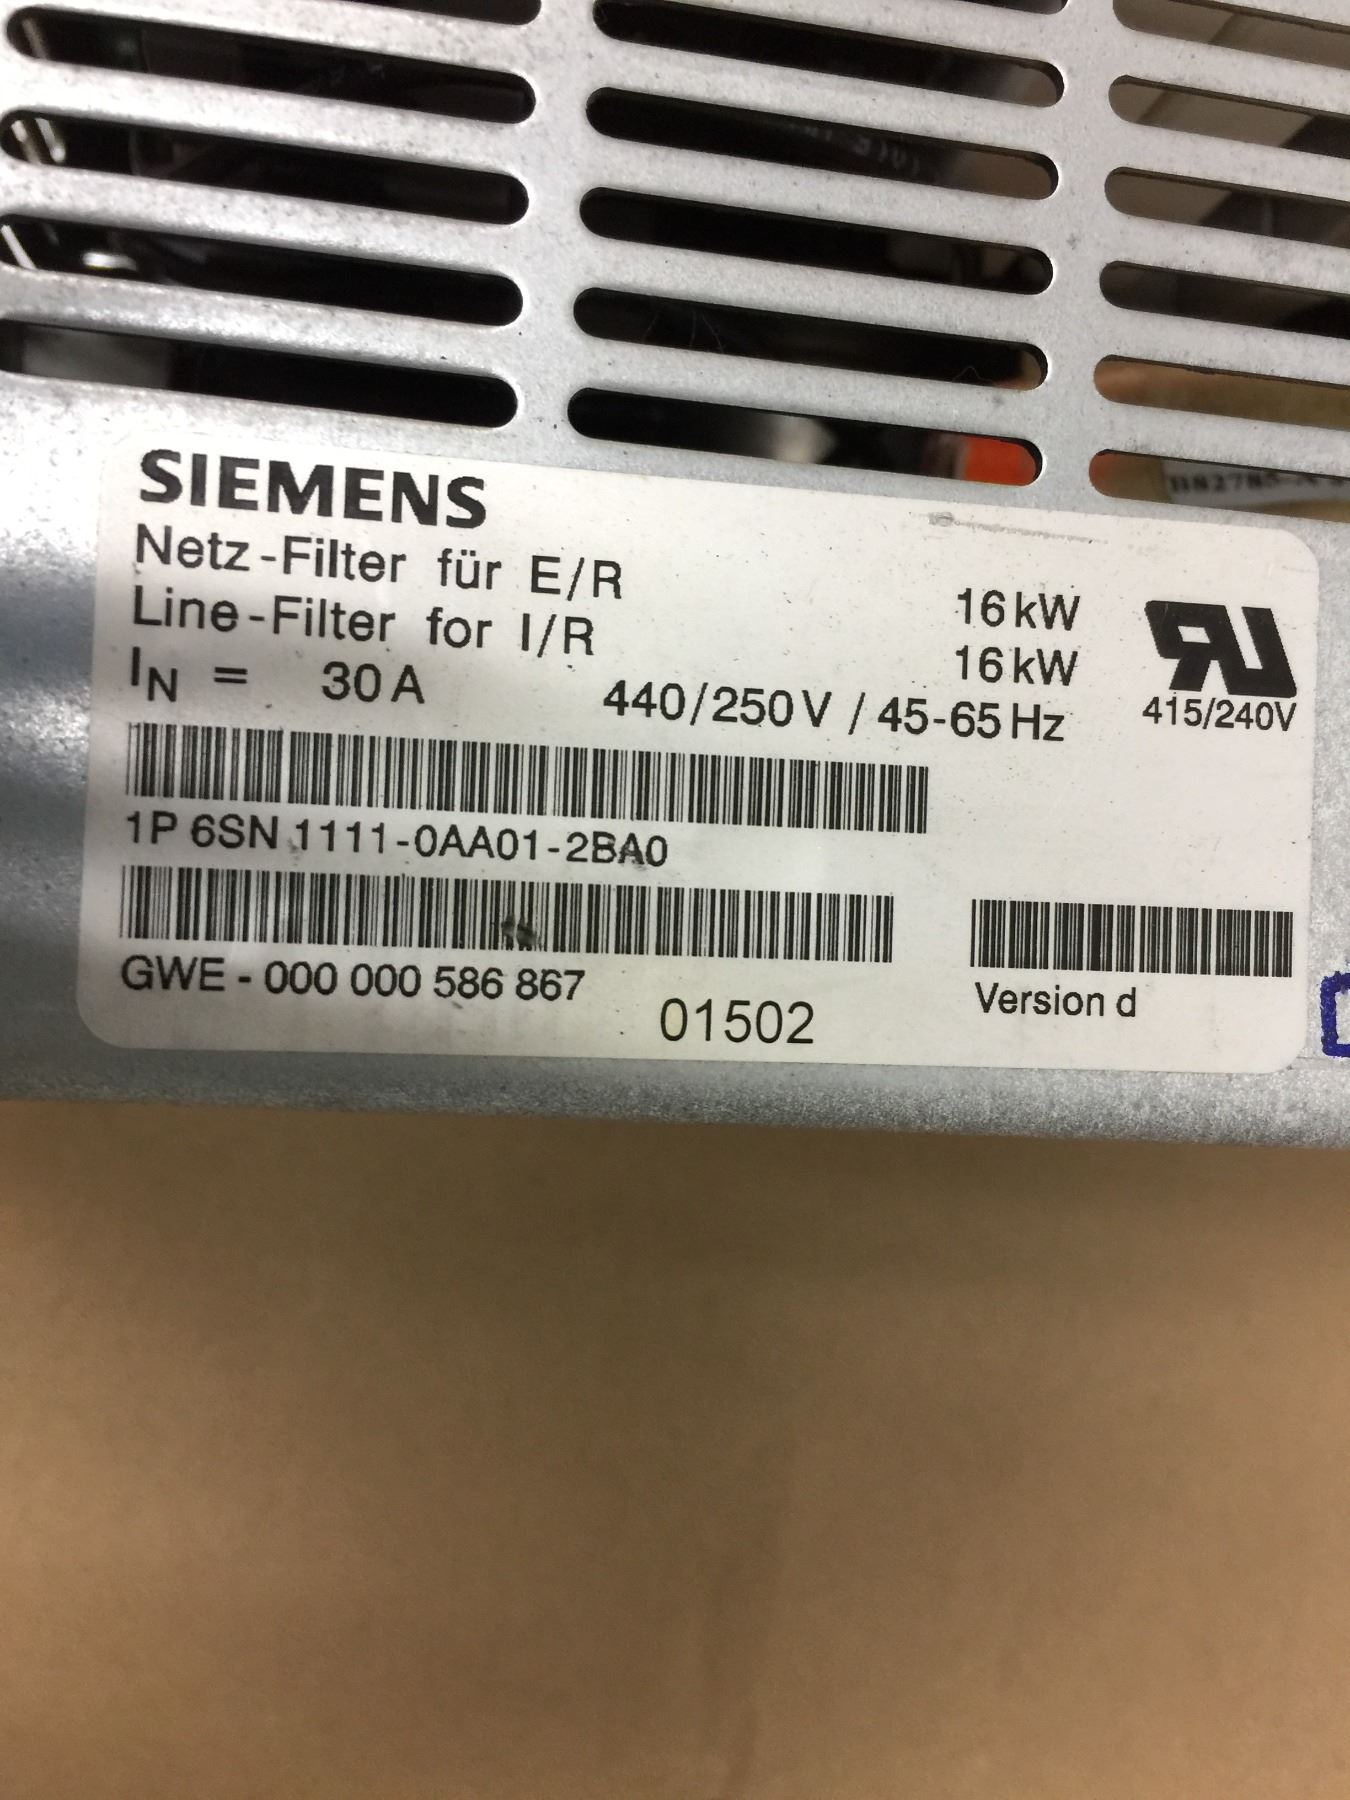 SIEMENS
Netz-Filter für E/R 16kW
Line-Filter for I/R 16kW
IN = 30A 440/250V / 45-65Hz
415/240V
1P 6SN 1111-0AA01-2BA0
GWE - 000 000 586 867
01502
Version d